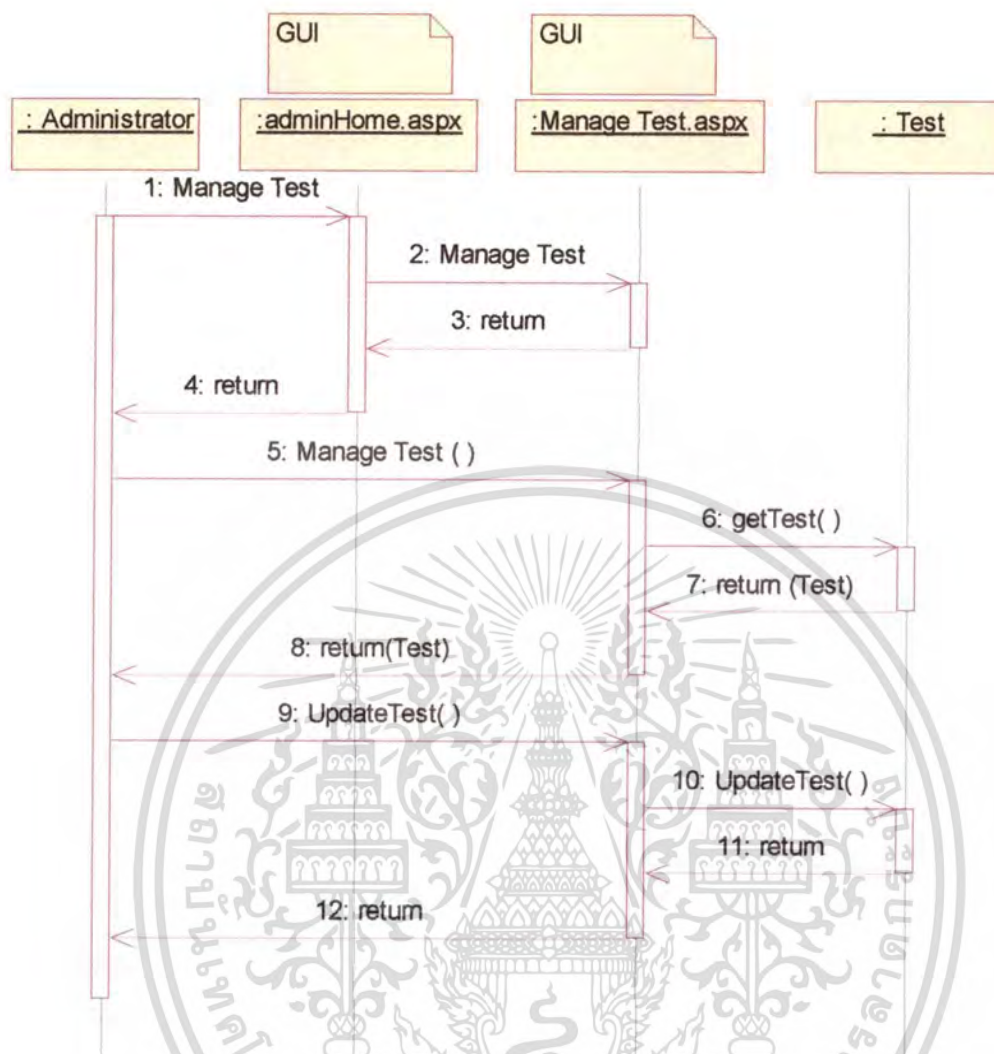 GUI
GUI
: Administrator
:adminHome.aspx
:Manage Test.aspx
: Test
1: Manage Test
2: Manage Test
3: return
4: return
5: Manage Test ( )
6: getTest( )
7: return (Test)
8: return(Test)
9: UpdateTest( )
10: UpdateTest( )
11: return
12: return